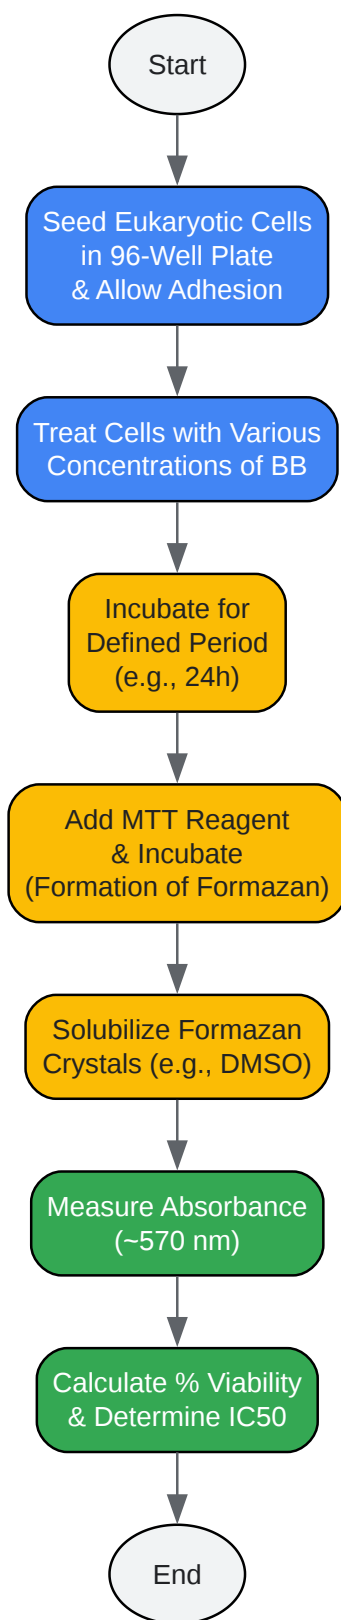 Start
Seed Eukaryotic Cells
in 96-Well Plate
& Allow Adhesion
Treat Cells with Various
Concentrations of BB
Incubate for
Defined Period
(e.g., 24h)
Add MTT Reagent
& Incubate
(Formation of Formazan)
Solubilize Formazan
Crystals (e.g., DMSO)
Measure Absorbance
(~570 nm)
Calculate % Viability
& Determine IC50
End